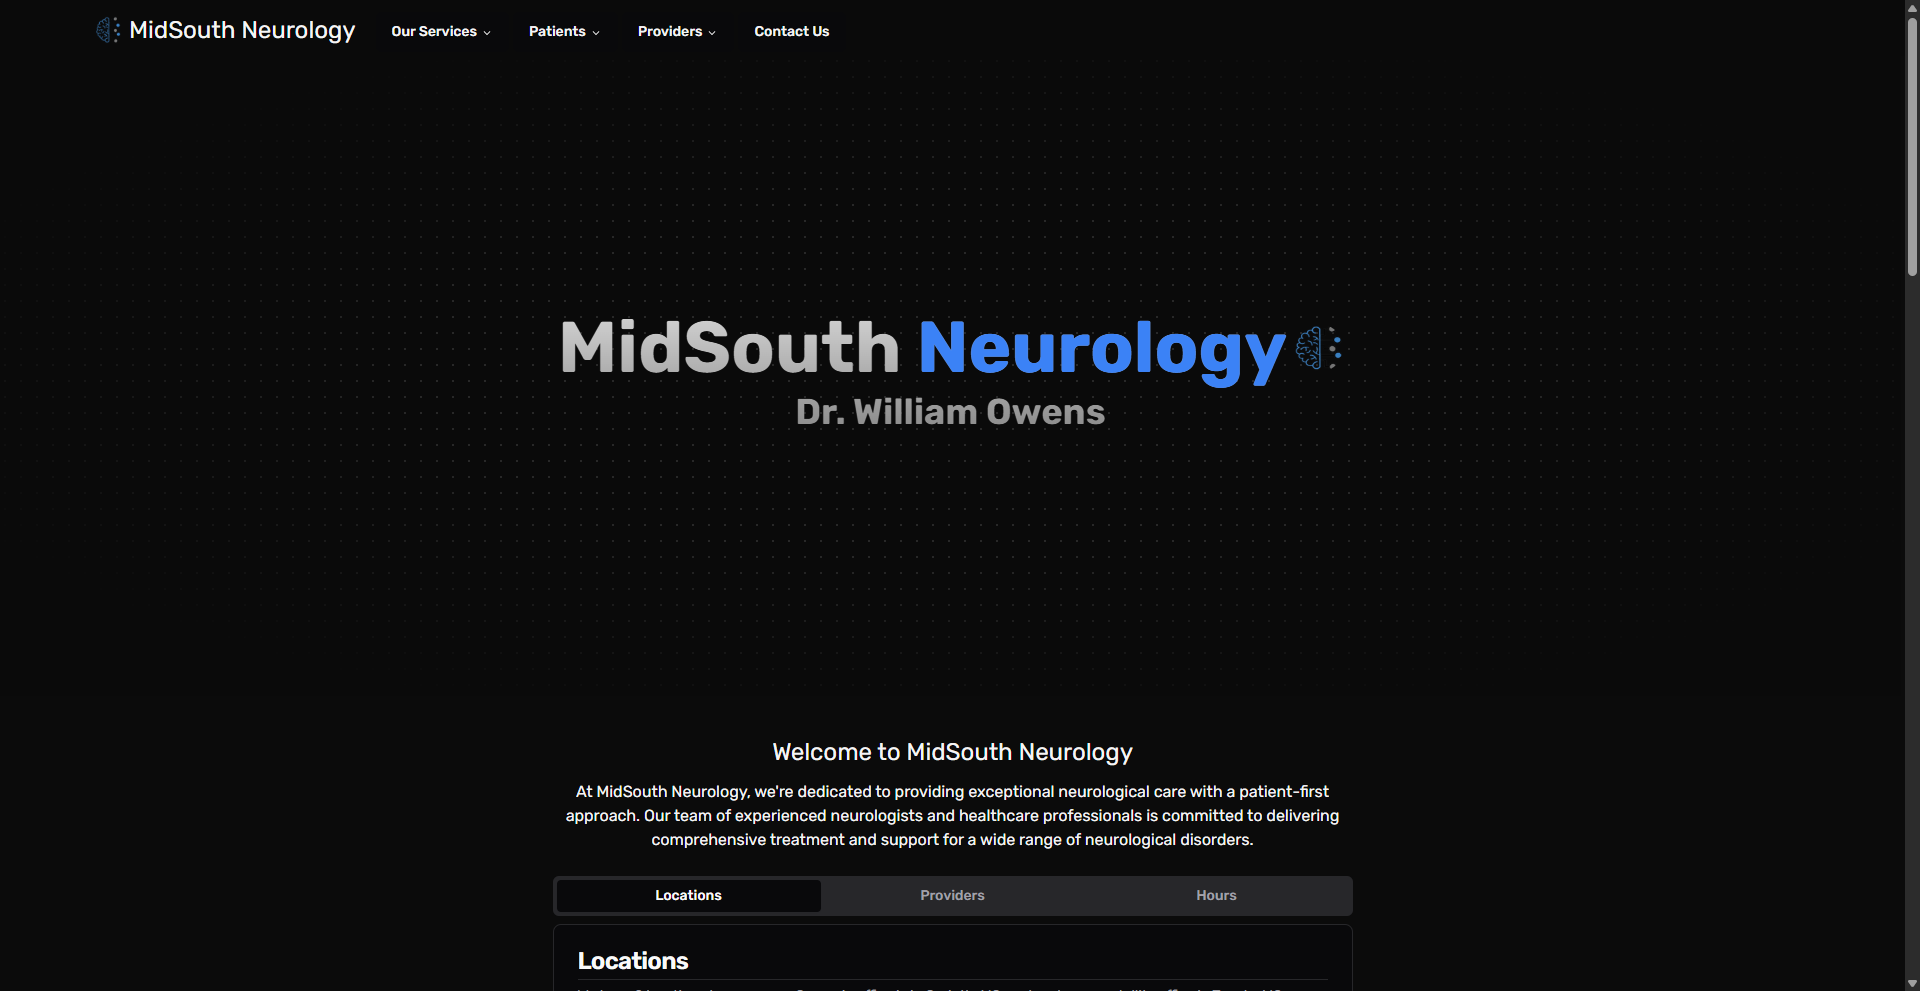 MidSouth Neurology
Our Services
Patients
Providers
Contact Us
MidSouth Neurology
Dr. William Owens
Welcome to MidSouth Neurology
At MidSouth Neurology, we're dedicated to providing exceptional neurological care with a patient-first
approach. Our team of experienced neurologists and healthcare professionals is committed to delivering
comprehensive treatment and support for a wide range of neurological disorders.
Locations
Providers
Hours
Locations